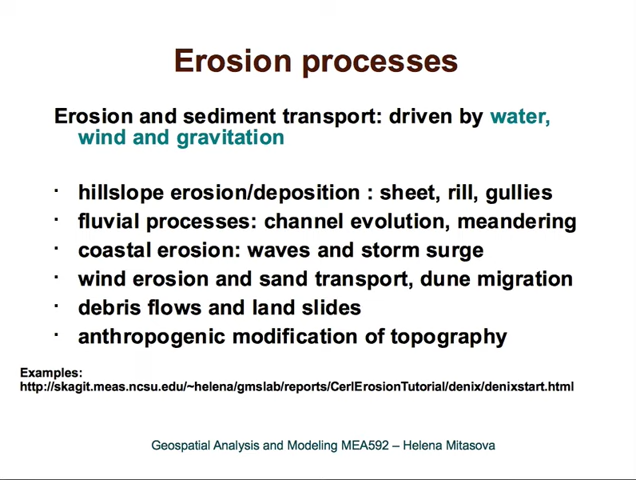 Erosion processes
Erosion and sediment transport: driven by water,
wind and gravitation
· hillslope erosion/deposition : sheet, rill, gullies
· fluvial processes: channel evolution, meandering
· coastal erosion: waves and storm surge
· wind erosion and sand transport, dune migration
· debris flows and land slides
· anthropogenic modification of topography
Examples:
http://skagit.meas.ncsu.edu/~helena/gmslab/reports/CerlErosionTutorial/denix/denixstart.html
Geospatial Analysis and Modeling MEA592 – Helena Mitasova